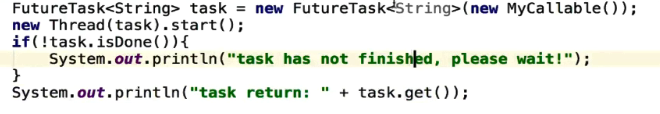 FutureTask<String> task = new FutureTask<String>(new MyCallable());
new Thread(task).start();
if(!task.isDone()){
    System.out.println("task has not finished, please wait!");
}
System.out.println("task return: " + task.get());